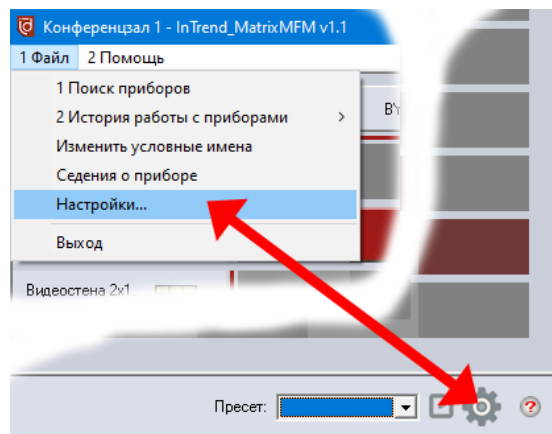 Конференцзал 1 - InTrend_MatrixMFM v1.1
1 Файл 2 Помощь
1 Поиск приборов
2 История работы с приборами
BY
Изменить условные имена
Седения о приборе
Настройки...
Выход
Видеостена 2x1
Пресет:
?